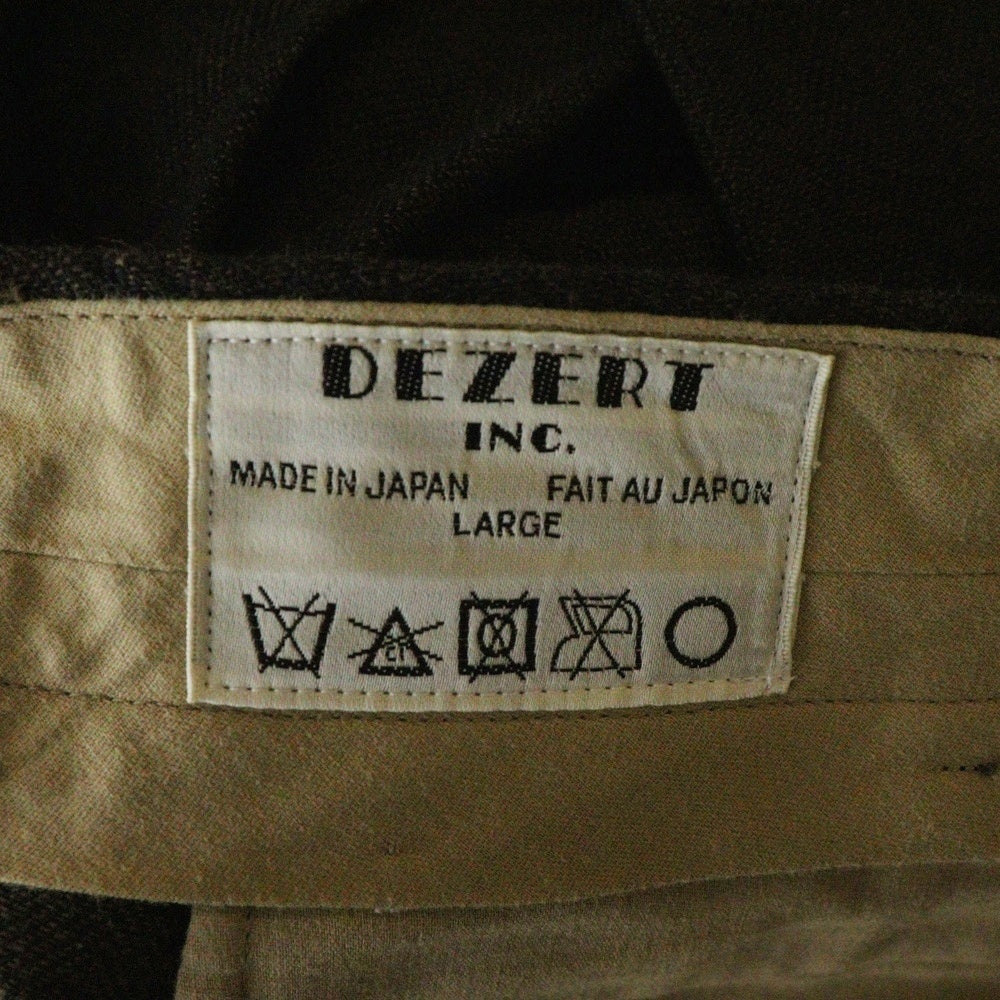 DEZERT
INC.
MADE IN JAPAN FAIT AU JAPON
LARGE